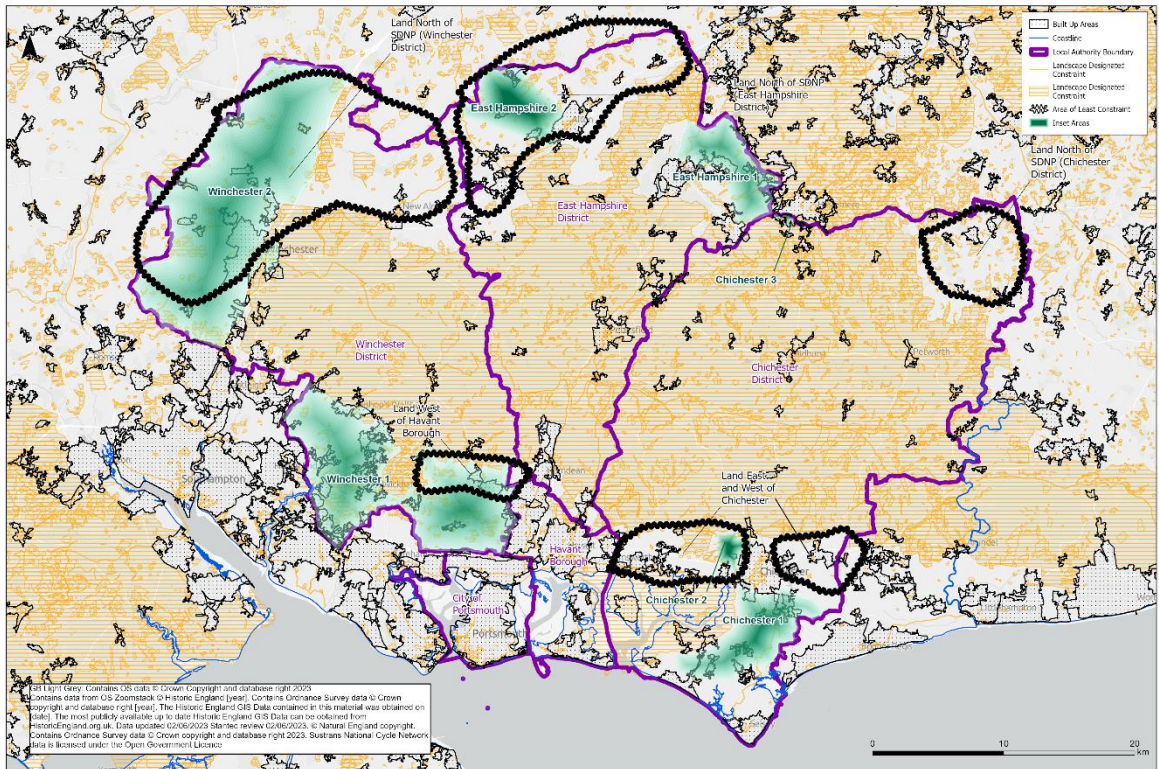 Built Up Areas
Coastline
Local Authority Boundary
Landscape Designated
Constraint
Landscape Designated
Constraint
Area of Least Constraint
Inset Areas
Land North of
SDNP (Winchester
District)
East Hampshire 2
Land North of SDNP
(East Hampshire
District)
Land North of
SDNP (Chichester
District)
Winchester 2
East Hampshire 1
East Hampshire
District
Chichester 3
Winchester
District
Chichester
District
Petworth
Land West
of Havant
Borough
Winchester 1
Land East
and West of
Chichester
Havant
Borough
City of
Portsmouth
Portsmouth
Chichester 2
Chichester 1
GB Light Grey: Contains OS data © Crown Copyright and database right 2023
Contains data from OS Zoomstack © Historic England [year]. Contains Ordnance Survey data © Crown
copyright and database right [year]. The Historic England GIS Data contained in this material was obtained on
[date]. The most publicly available up to date Historic England GIS Data can be obtained from
HistoricEngland.org.uk. Data updated 02/06/2023 Stantec review 02/06/2023. © Natural England copyright.
Contains Ordnance Survey data © Crown copyright and database right 2023. Sustrans National Cycle Network
data is licensed under the Open Government Licence
0 10 20
km